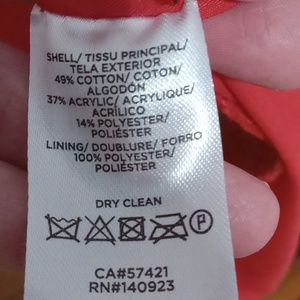 SHELL/ TISSU PRINCIPAL/
TELA EXTERIOR
49% COTTON/ COTON/
ALGODÓN
37% ACRYLIC/ ACRYLIQUE/
ACRÍLICO
14% POLYESTER/
POLIÉSTER
LINING/ DOUBLURE/ FORRO
100% POLYESTER/
POLIÉSTER
DRY CLEAN
P
CA#57421
RN#140923